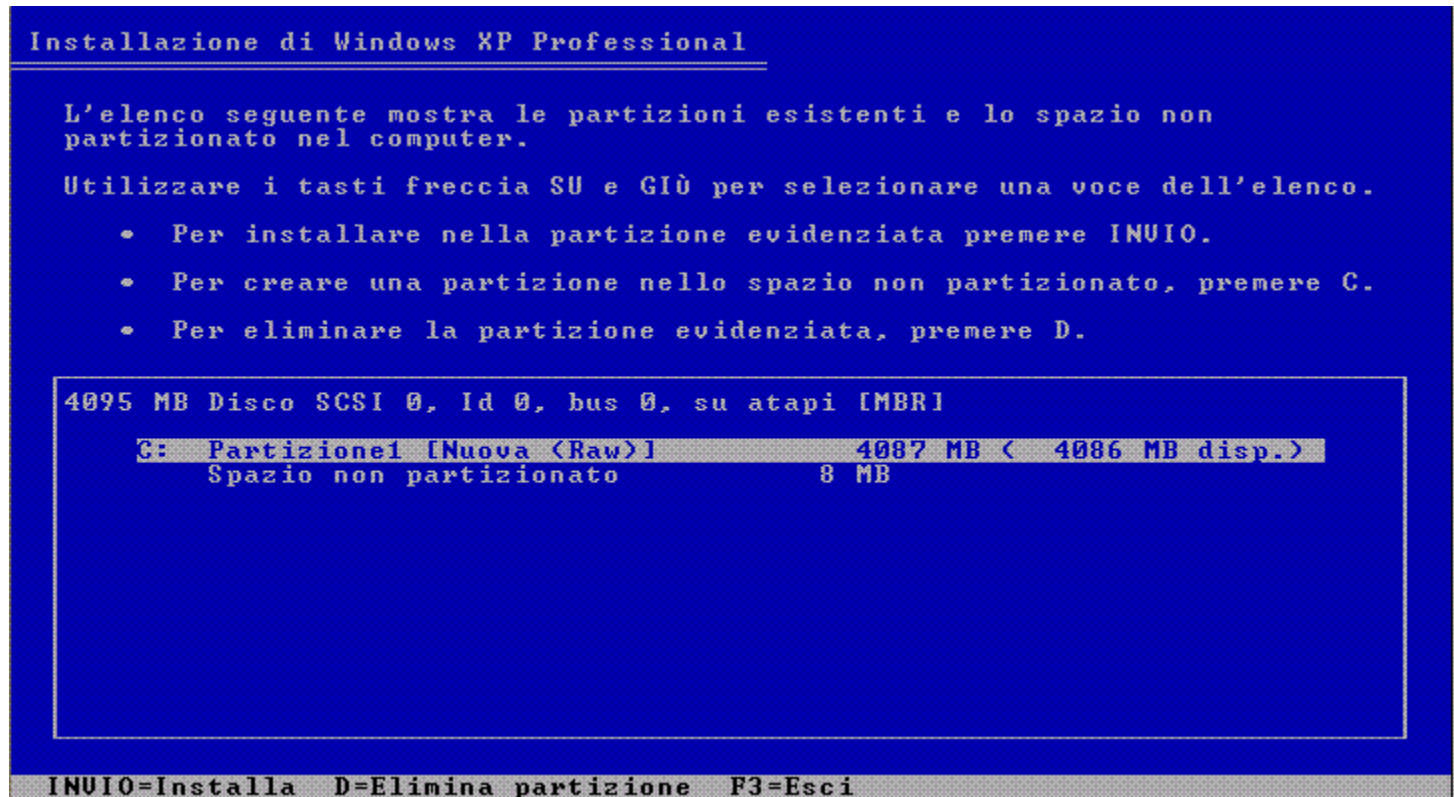 Installazione di Windows XP Professional
L'elenco seguente mostra le partizioni esistenti e lo spazio non
partizionato nel computer.
Utilizzare i tasti freccia SU e GIÙ per selezionare una voce dell'elenco.
• Per installare nella partizione evidenziata premere INVIO.
• Per creare una partizione nello spazio non partizionato, premere C.
• Per eliminare la partizione evidenziata, premere D.
4095 MB Disco SCSI 0, Id 0, bus 0, su atapi [MBR]
C: Partizione1 [Nuova (Raw)] 4087 MB ( 4086 MB disp.)
Spazio non partizionato 8 MB
INVIO=Installa D=Elimina partizione F3=Esci